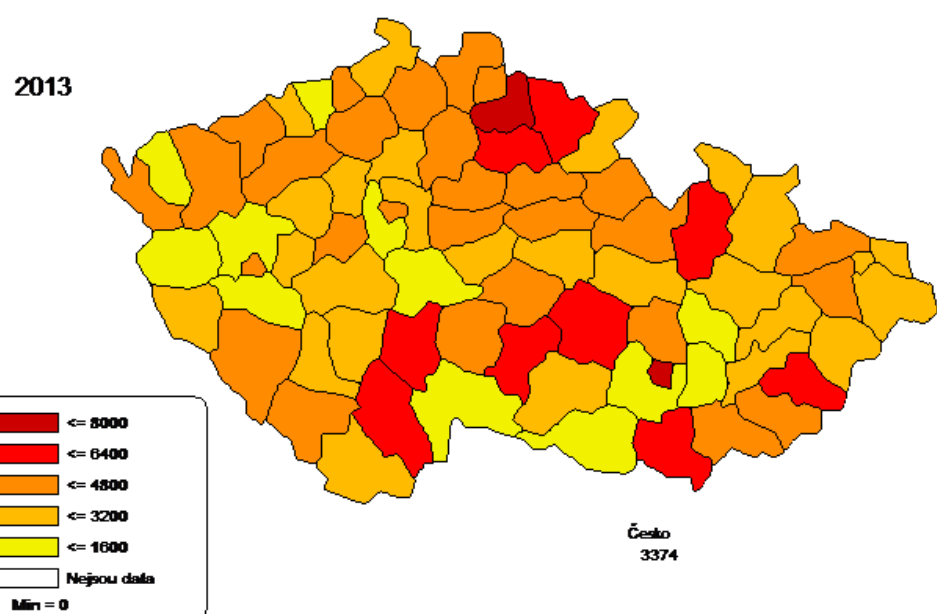 2013
<= 8000
<= 6400
<= 4800
<= 3200
<= 1600
Nejsou data
Min = 0
Česko
3374